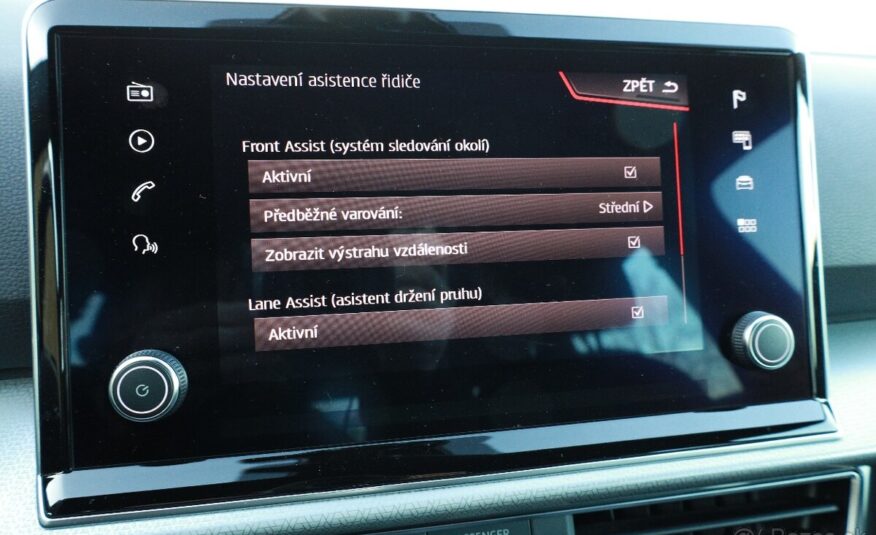 Nastavení asistence řidiče
ZPĚT
Front Assist (systém sledování okolí)
Aktivní
Předběžné varování:
Střední
Zobrazit výstrahu vzdálenosti
Lane Assist (asistent držení pruhu)
Aktivní